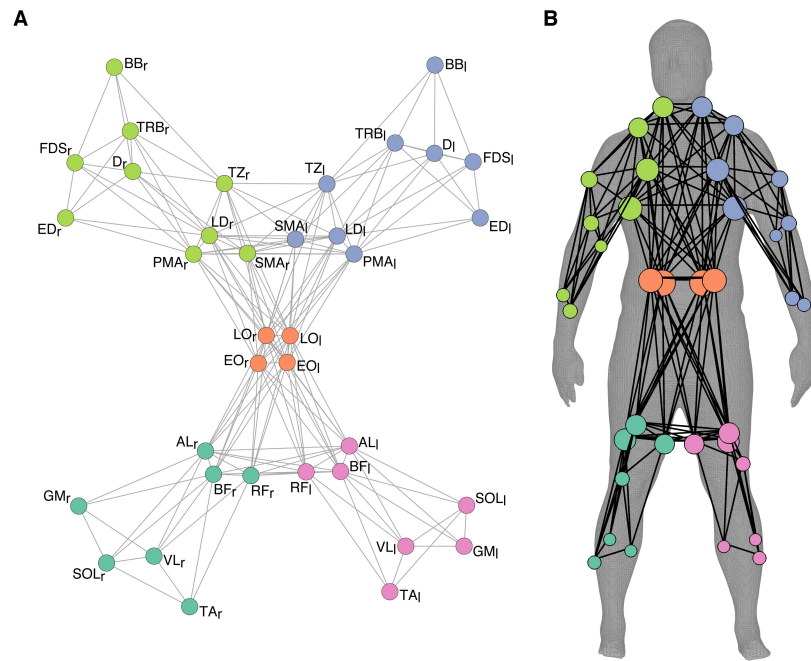 A
B
BBr
BBl
TRBr
TRBl
FDSr
Dr
Dl
FDSl
TZr
TZl
EDr
LDr
SMAl
LDl
EDl
PMAr
SMAr
PMAl
LOr
LOl
EOr
EOl
ALr
ALl
BFr
RFr
RFl
BFl
GMr
SOLl
VLl
GMl
SOLr
VLr
TAl
TAr